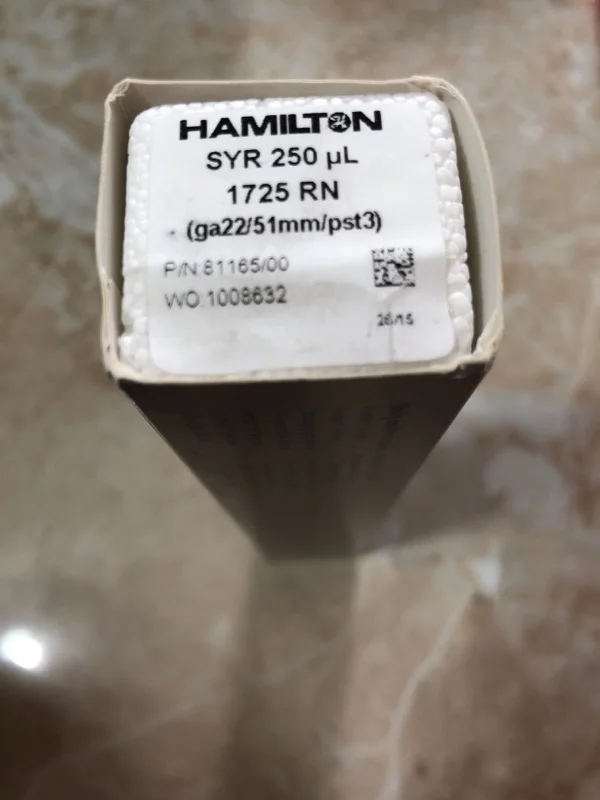 HAMILTON
SYR 250 µL
1725 RN
(ga22/51mm/pst3)
P/N:81165/00
WO:1008632
26/15